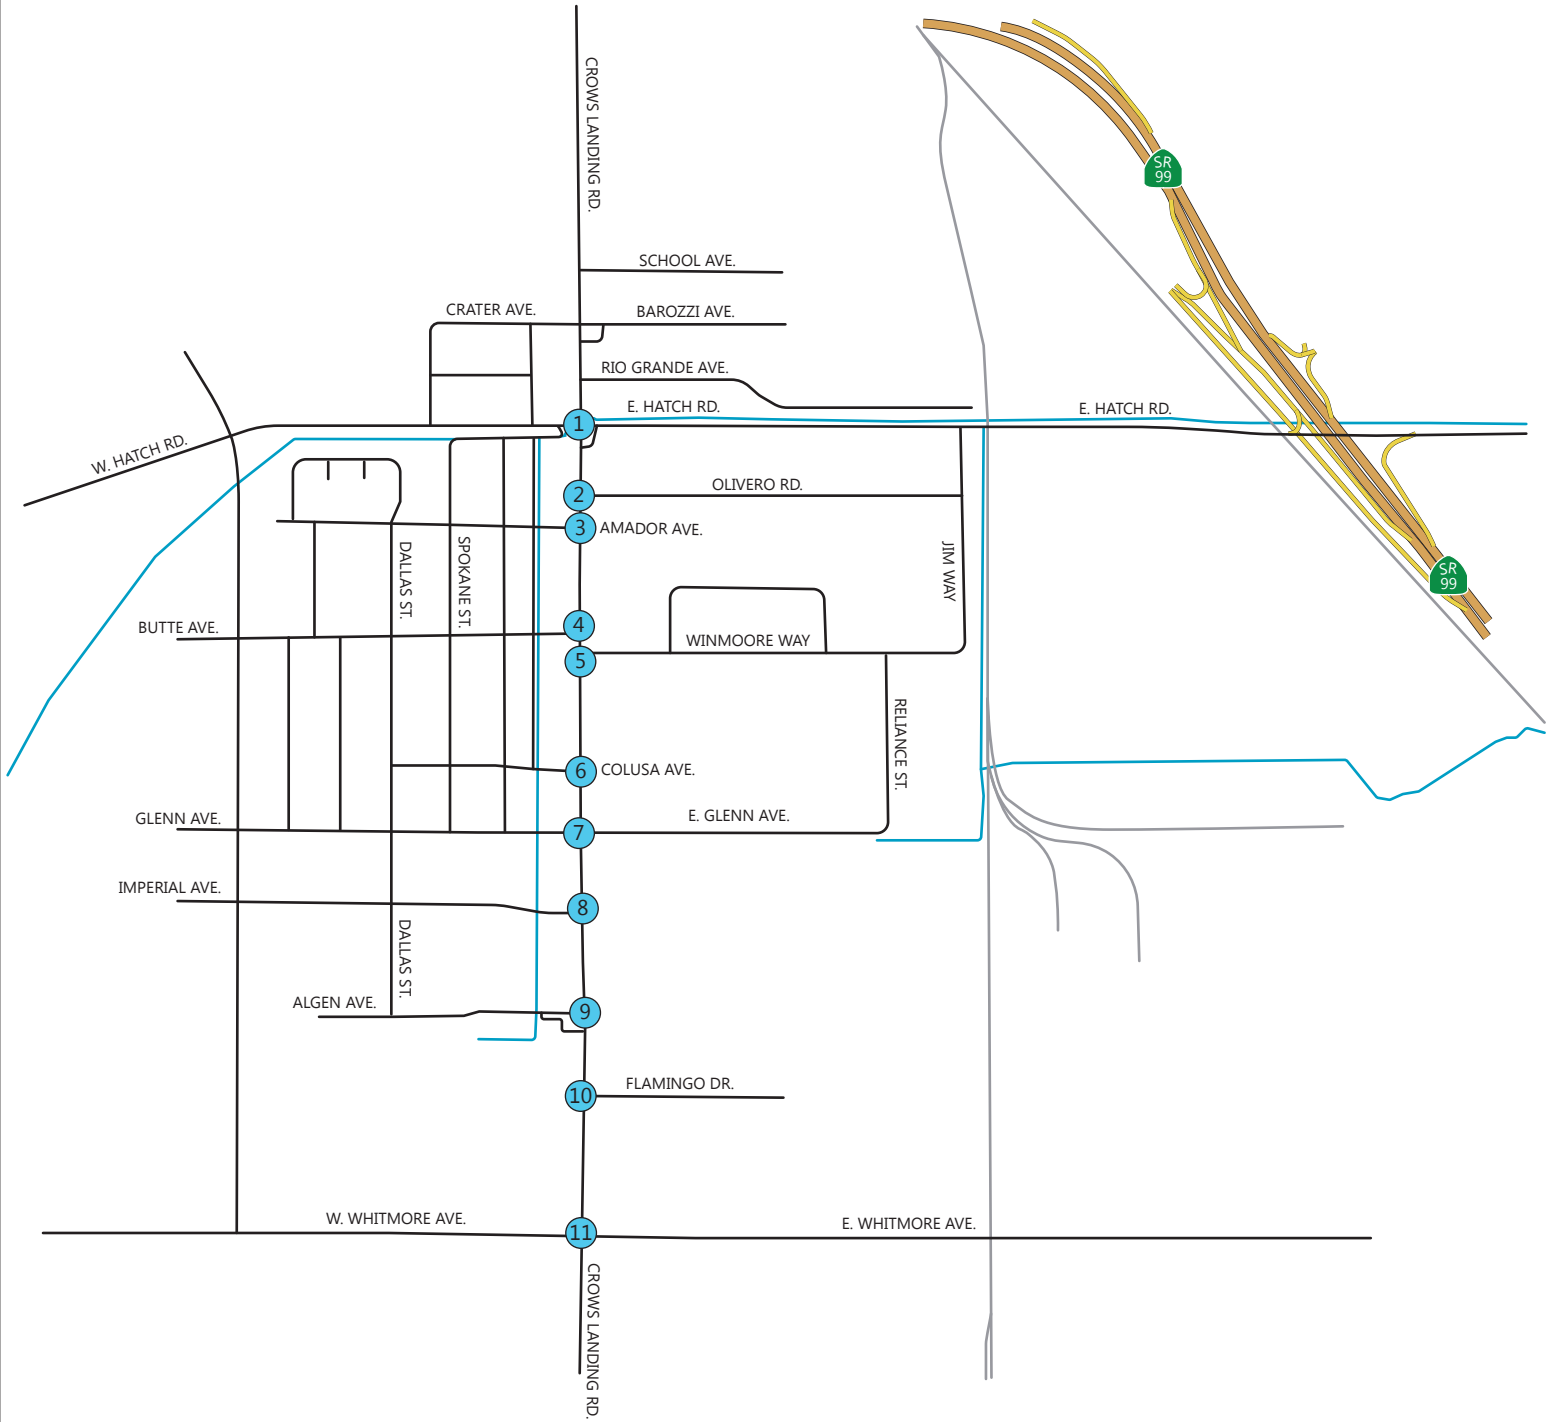 CROWS LANDING RD.
SR
99
SCHOOL AVE.
CRATER AVE.
BAROZZI AVE.
RIO GRANDE AVE.
E. HATCH RD.
E. HATCH RD.
1
W. HATCH RD.
OLIVERO RD.
2
3
AMADOR AVE.
DALLAS ST.
SPOKANE ST.
JIM WAY
SR
99
BUTTE AVE.
4
WINMOORE WAY
5
RELIANCE ST.
6
COLUSA AVE.
GLENN AVE.
7
E. GLENN AVE.
IMPERIAL AVE.
8
DALLAS ST.
ALGEN AVE.
9
10
FLAMINGO DR.
W. WHITMORE AVE.
11
E. WHITMORE AVE.
CROWS LANDING RD.